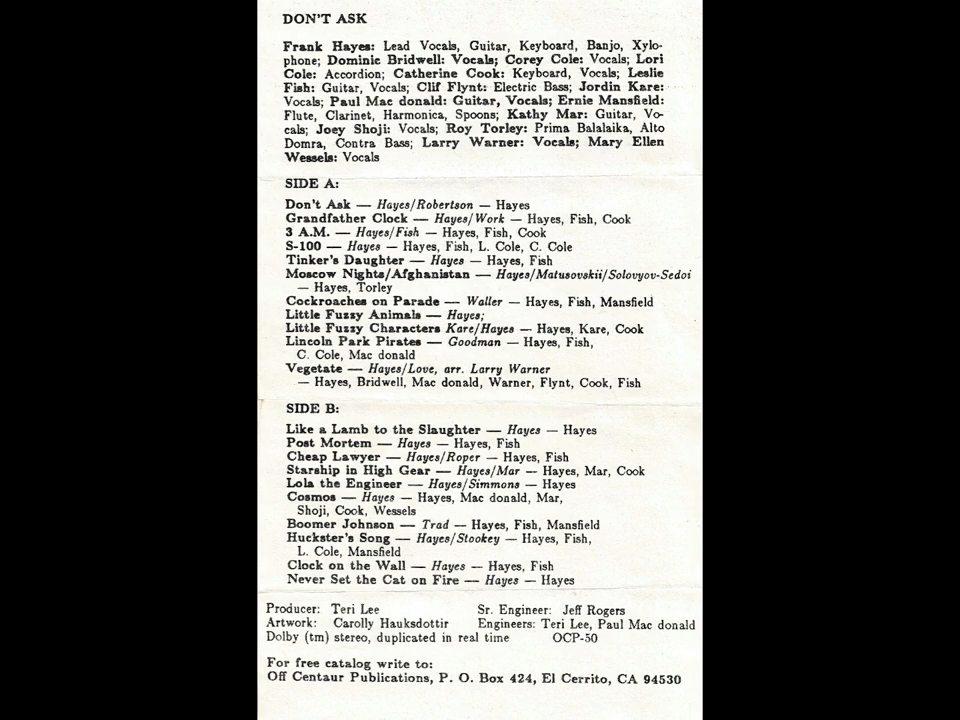 DON'T ASK
Frank Hayes: Lead Vocals, Guitar, Keyboard, Banjo, Xylo-
phone; Dominic Bridwell: Vocals; Corey Cole: Vocals; Lori
Cole: Accordion; Catherine Cook: Keyboard, Vocals; Leslie
Fish: Guitar, Vocals; Clif Flynt: Electric Bass; Jordin Kare:
Vocals; Paul Mac donald: Guitar, Vocals; Ernie Mansfield:
Flute, Clarinet, Harmonica, Spoons; Kathy Mar: Guitar, Vo-
cals; Joey Shoji: Vocals; Roy Torley: Prima Balalaika, Alto
Domra, Contra Bass; Larry Warner: Vocals; Mary Ellen
Wessels: Vocals
SIDE A:
Don't Ask — Hayes/Robertson — Hayes
Grandfather Clock — Hayes/Work — Hayes, Fish, Cook
3 A.M. — Hayes/Fish — Hayes, Fish, Cook
S-100 — Hayes — Hayes, Fish, L. Cole, C. Cole
Tinker's Daughter — Hayes — Hayes, Fish
Moscow Nights/Afghanistan — Hayes/Matusovskii/Solovyov-Sedoi
— Hayes, Torley
Cockroaches on Parade — Waller — Hayes, Fish, Mansfield
Little Fuzzy Animals — Hayes;
Little Fuzzy Characters Kare/Hayes — Hayes, Kare, Cook
Lincoln Park Pirates — Goodman — Hayes, Fish,
C. Cole, Mac donald
Vegetate — Hayes/Love, arr. Larry Warner
— Hayes, Bridwell, Mac donald, Warner, Flynt, Cook, Fish
SIDE B:
Like a Lamb to the Slaughter — Hayes — Hayes
Post Mortem — Hayes — Hayes, Fish
Cheap Lawyer — Hayes/Roper — Hayes, Fish
Starship in High Gear — Hayes/Mar — Hayes, Mar, Cook
Lola the Engineer — Hayes/Simmons — Hayes
Cosmos — Hayes — Hayes, Mac donald, Mar,
Shoji, Cook, Wessels
Boomer Johnson — Trad — Hayes, Fish, Mansfield
Huckster's Song — Hayes/Stookey — Hayes, Fish,
L. Cole, Mansfield
Clock on the Wall — Hayes — Hayes, Fish
Never Set the Cat on Fire — Hayes — Hayes
Producer: Teri Lee Sr. Engineer: Jeff Rogers
Artwork: Carolly Hauksdottir Engineers: Teri Lee, Paul Mac donald
Dolby (tm) stereo, duplicated in real time OCP-50
For free catalog write to:
Off Centaur Publications, P. O. Box 424, El Cerrito, CA 94530